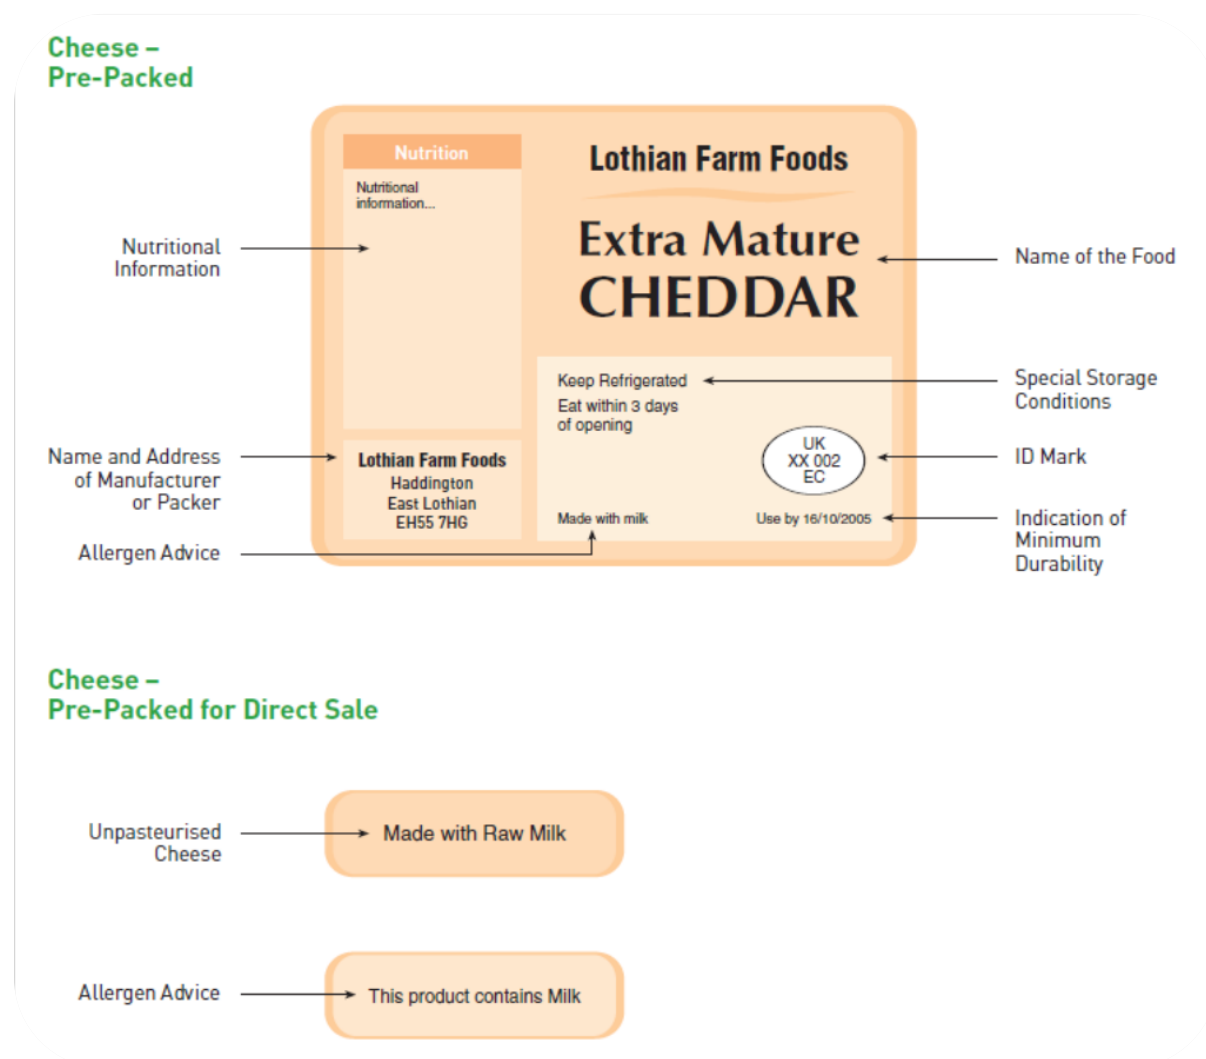 Cheese –
Pre-Packed
Nutrition
Nutritional
information...
Lothian Farm Foods
Extra Mature
CHEDDAR
Nutritional
Information
Name of the Food
Keep Refrigerated
Eat within 3 days
of opening
Special Storage
Conditions
UK
XX 002
EC
ID Mark
Name and Address
of Manufacturer
or Packer
Lothian Farm Foods
Haddington
East Lothian
EH55 7HG
Made with milk
Use by 16/10/2005
Indication of
Minimum
Durability
Allergen Advice
Cheese –
Pre-Packed for Direct Sale
Unpasteurised
Cheese
Made with Raw Milk
Allergen Advice
This product contains Milk